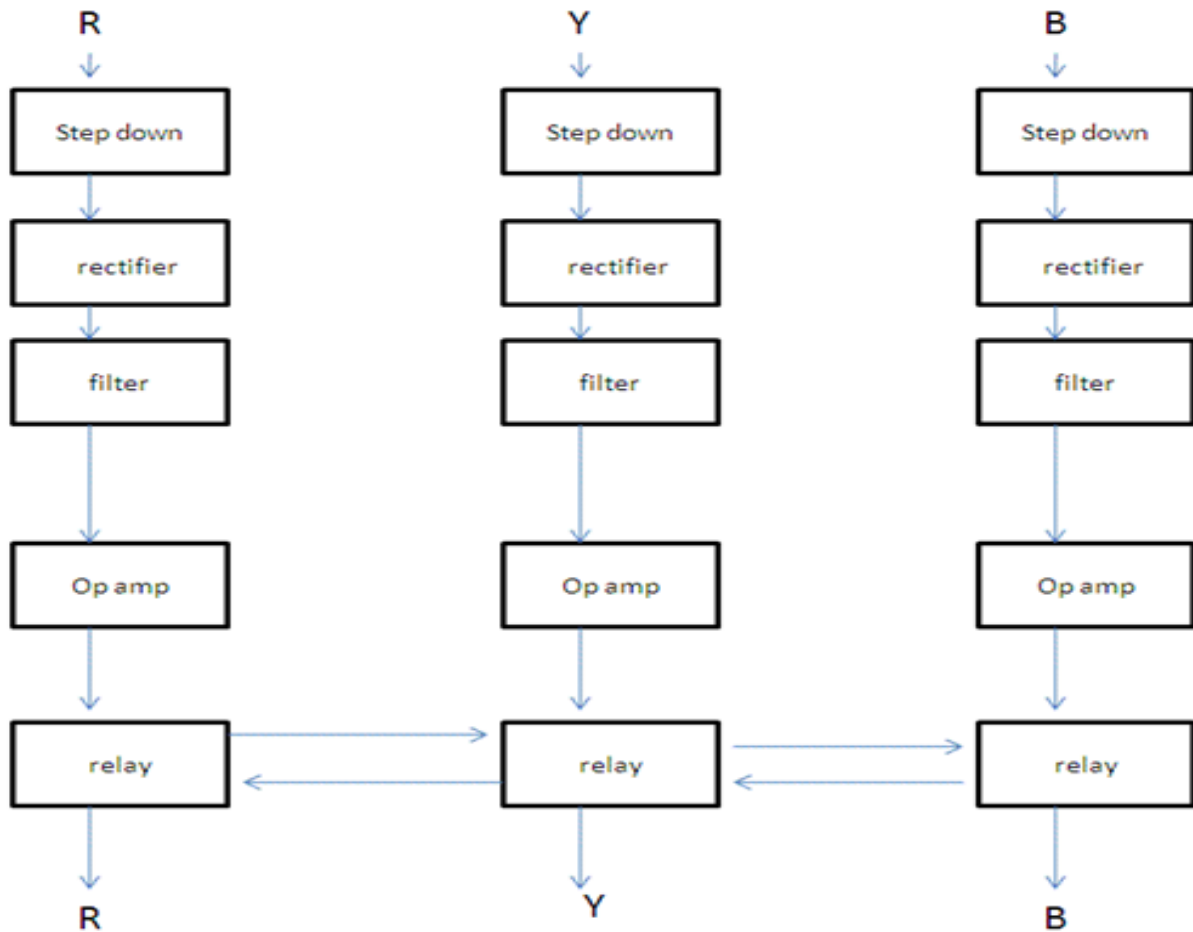 R Y B
Step down Step down Step down
rectifier rectifier rectifier
filter filter filter
Op amp Op amp Op amp
relay relay relay
R Y B